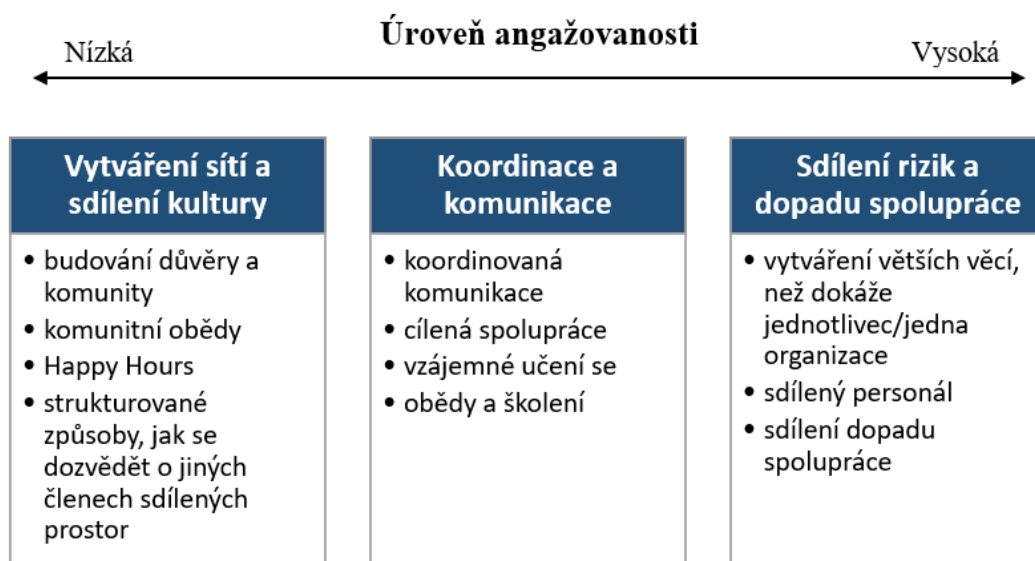 Úroveň angažovanosti
Nízká
Vysoká
Vytváření sítí a
sdílení kultury
• budování důvěry a
komunity
• komunitní obědy
• Happy Hours
• strukturované
způsoby, jak se
dozvědět o jiných
členech sdílených
prostor
Koordinace a
komunikace
• koordinovaná
komunikace
• cílená spolupráce
• vzájemné učení se
• obědy a školení
Sdílení rizik a
dopadu spolupráce
• vytváření větších věcí,
než dokáže
jednotlivec/jedna
organizace
• sdílený personál
• sdílení dopadu
spolupráce